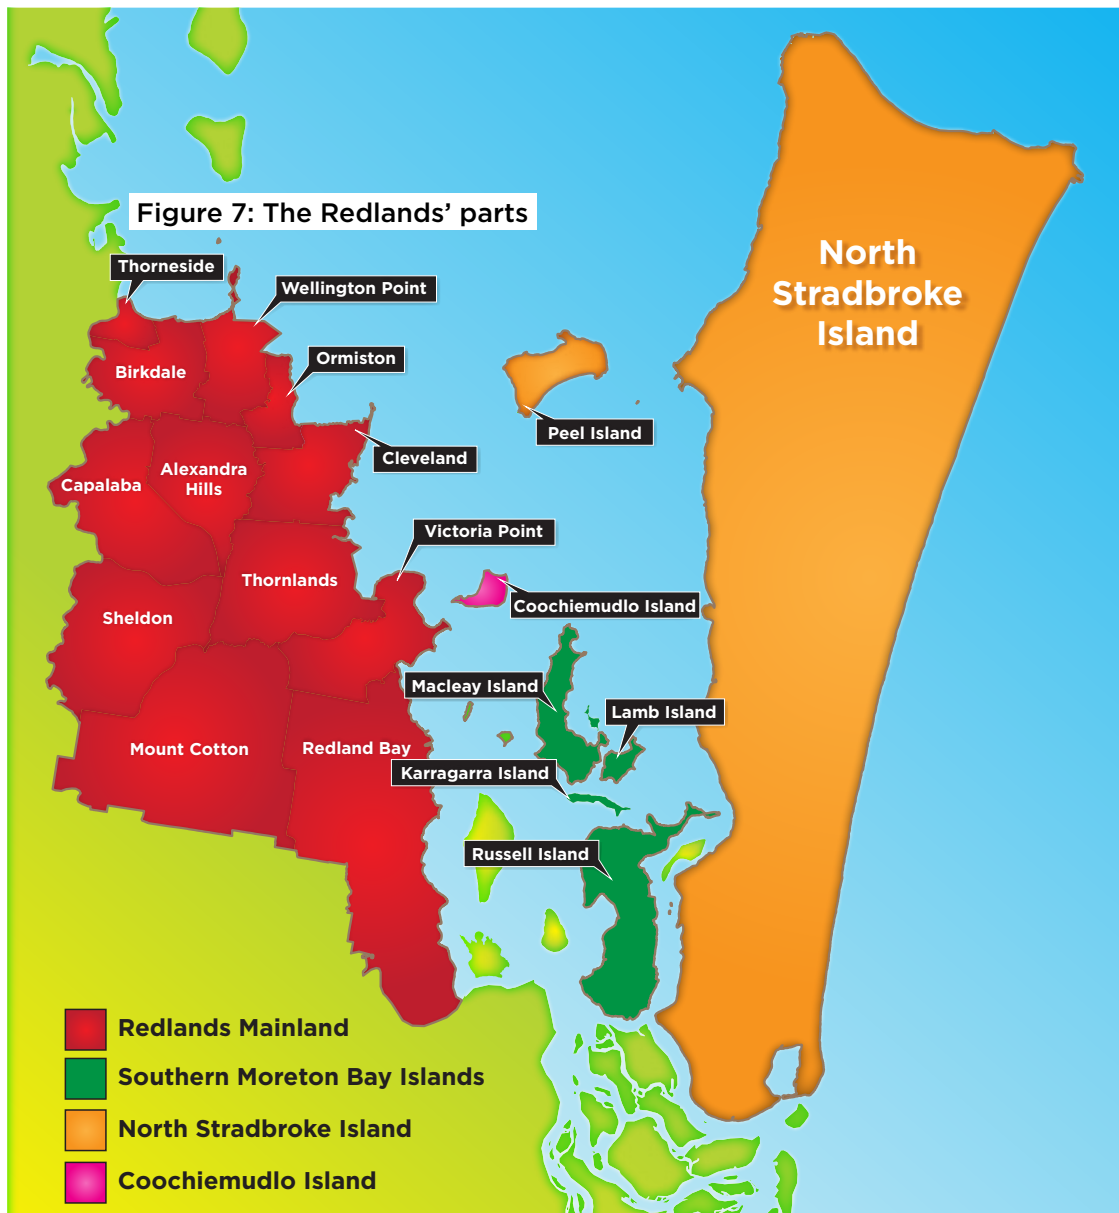 Figure 7: The Redlands’ parts
North
Stradbroke
Island
Thorneside
Wellington Point
Ormiston
Birkdale
Peel Island
Cleveland
Alexandra
Hills
Capalaba
Victoria Point
Thornlands
Coochiemudlo Island
Sheldon
Macleay Island
Lamb Island
Mount Cotton
Redland Bay
Karragarra Island
Russell Island
Redlands Mainland
Southern Moreton Bay Islands
North Stradbroke Island
Coochiemudlo Island